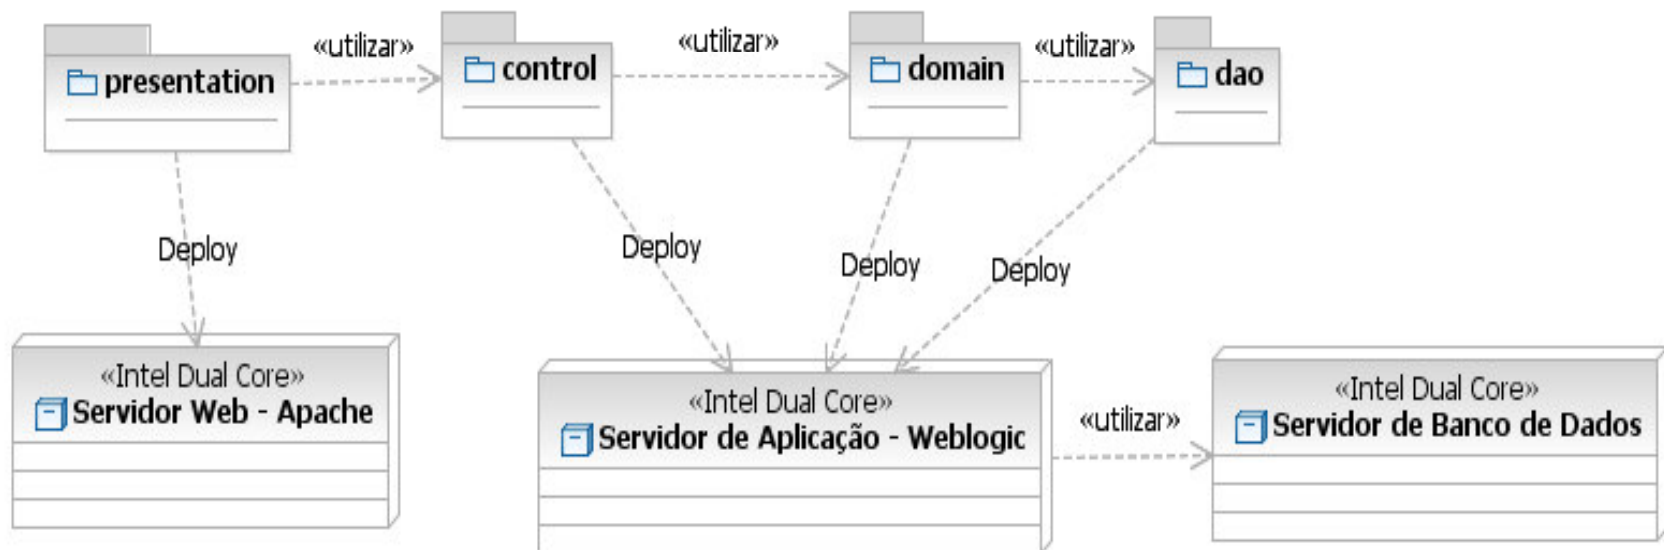 «utilizar»
«utilizar»
«utilizar»
presentation
control
domain
dao
Deploy
Deploy
Deploy
Deploy
«Intel Dual Core»
Servidor Web - Apache
«Intel Dual Core»
Servidor de Aplicação - Weblogic
«utilizar»
«Intel Dual Core»
Servidor de Banco de Dados